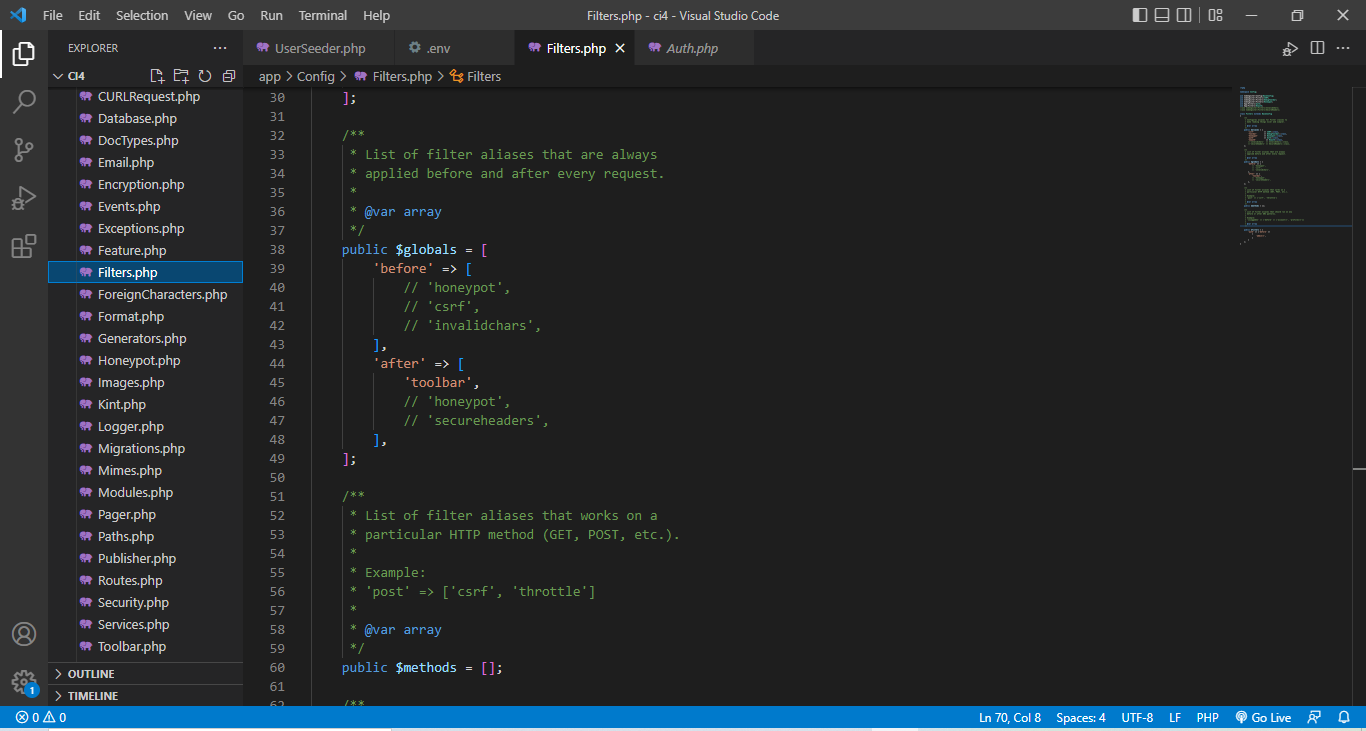 File Edit Selection View Go Run Terminal Help Filters.php - ci4 - Visual Studio Code
EXPLORER
UserSeeder.php .env Filters.php Auth.php
CI4
app > Config > Filters.php > Filters
CURLRequest.php
Database.php
DocTypes.php
Email.php
Encryption.php
Events.php
Exceptions.php
Feature.php
Filters.php
ForeignCharacters.php
Format.php
Generators.php
Honeypot.php
Images.php
Kint.php
Logger.php
Migrations.php
Mimes.php
Modules.php
Pager.php
Paths.php
Publisher.php
Routes.php
Security.php
Services.php
Toolbar.php
OUTLINE
TIMELINE
1
30 ];
31
32 /**
33 * List of filter aliases that are always
34 * applied before and after every request.
35 *
36 * @var array
37 */
38 public $globals = [
39 'before' => [
40 // 'honeypot',
41 // 'csrf',
42 // 'invalidchars',
43 ],
44 'after' => [
45 'toolbar',
46 // 'honeypot',
47 // 'secureheaders',
48 ],
49 ];
50
51 /**
52 * List of filter aliases that works on a
53 * particular HTTP method (GET, POST, etc.).
54 *
55 * Example:
56 * 'post' => ['csrf', 'throttle']
57 *
58 * @var array
59 */
60 public $methods = [];
61
62 /**
0 0 Ln 70, Col 8 Spaces: 4 UTF-8 LF PHP Go Live